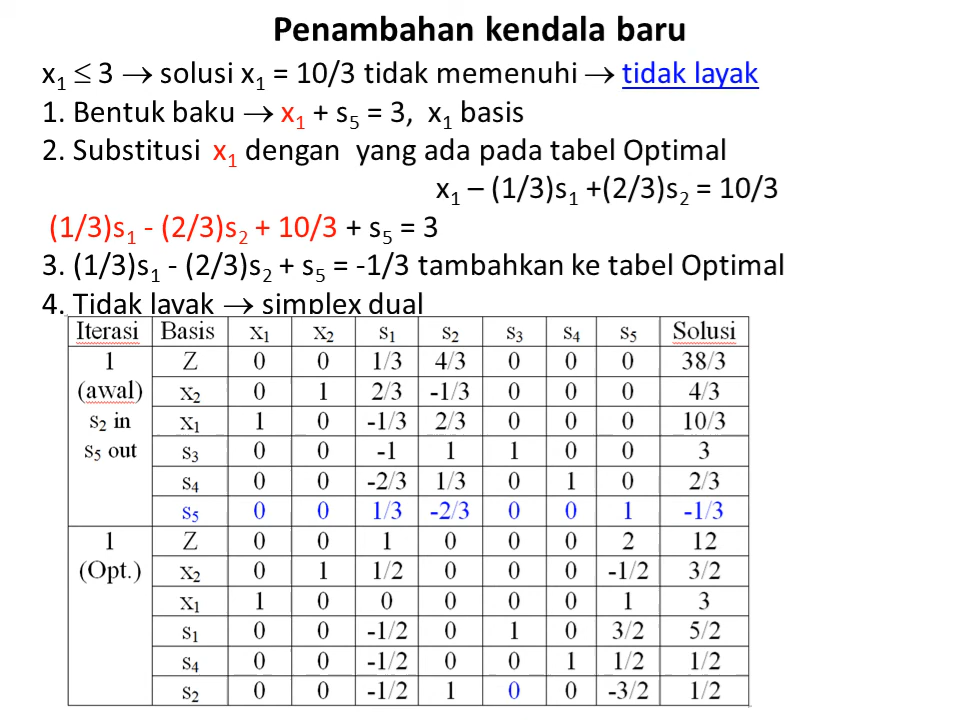 Penambahan kendala baru
x₁ ≤ 3 → solusi x₁ = 10/3 tidak memenuhi → tidak layak
1. Bentuk baku → x₁ + s₅ = 3, x₁ basis
2. Substitusi x₁ dengan yang ada pada tabel Optimal
x₁ – (1/3)s₁ +(2/3)s₂ = 10/3
(1/3)s₁ - (2/3)s₂ + 10/3 + s₅ = 3
3. (1/3)s₁ - (2/3)s₂ + s₅ = -1/3 tambahkan ke tabel Optimal
4. Tidak layak → simplex dual
Iterasi Basis x₁ x₂ s₁ s₂ s₃ s₄ s₅ Solusi
1 Z 0 0 1/3 4/3 0 0 0 38/3
(awal) x₂ 0 1 2/3 -1/3 0 0 0 4/3
s₂ in x₁ 1 0 -1/3 2/3 0 0 0 10/3
s₅ out s₃ 0 0 -1 1 1 0 0 3
s₄ 0 0 -2/3 1/3 0 1 0 2/3
s₅ 0 0 1/3 -2/3 0 0 1 -1/3
1 Z 0 0 1 0 0 0 2 12
(Opt.) x₂ 0 1 1/2 0 0 0 -1/2 3/2
x₁ 1 0 0 0 0 0 1 3
s₁ 0 0 -1/2 0 1 0 3/2 5/2
s₄ 0 0 -1/2 0 0 1 1/2 1/2
s₂ 0 0 -1/2 1 0 0 -3/2 1/2